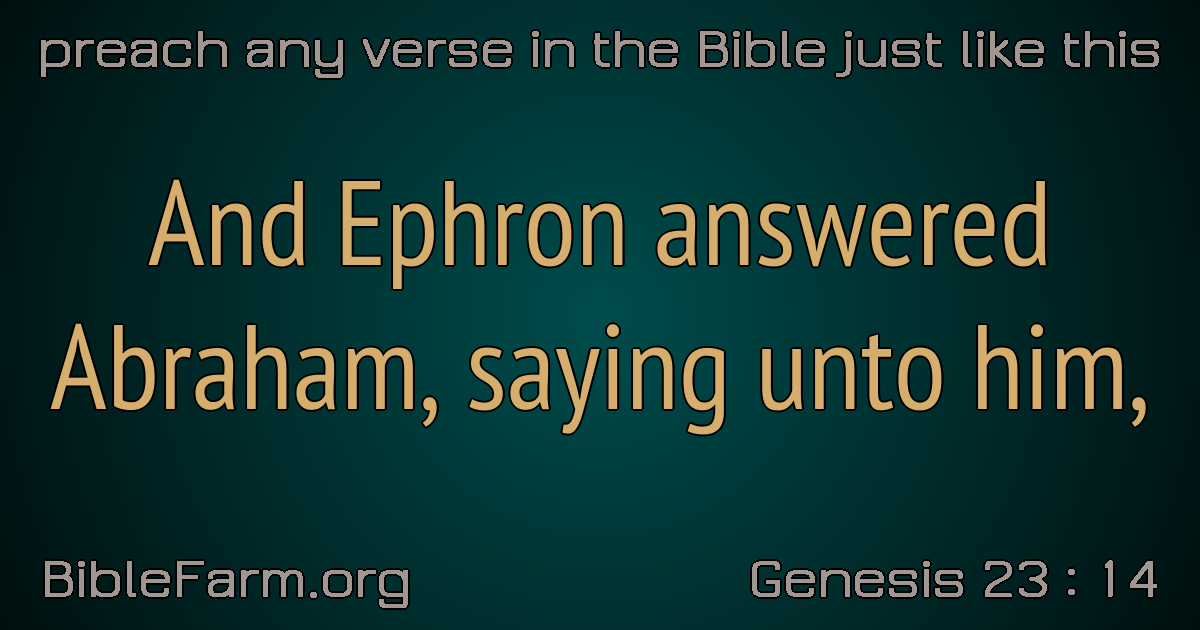 preach any verse in the Bible just like this
And Ephron answered
Abraham, saying unto him,
BibleFarm.org
Genesis 23 : 14